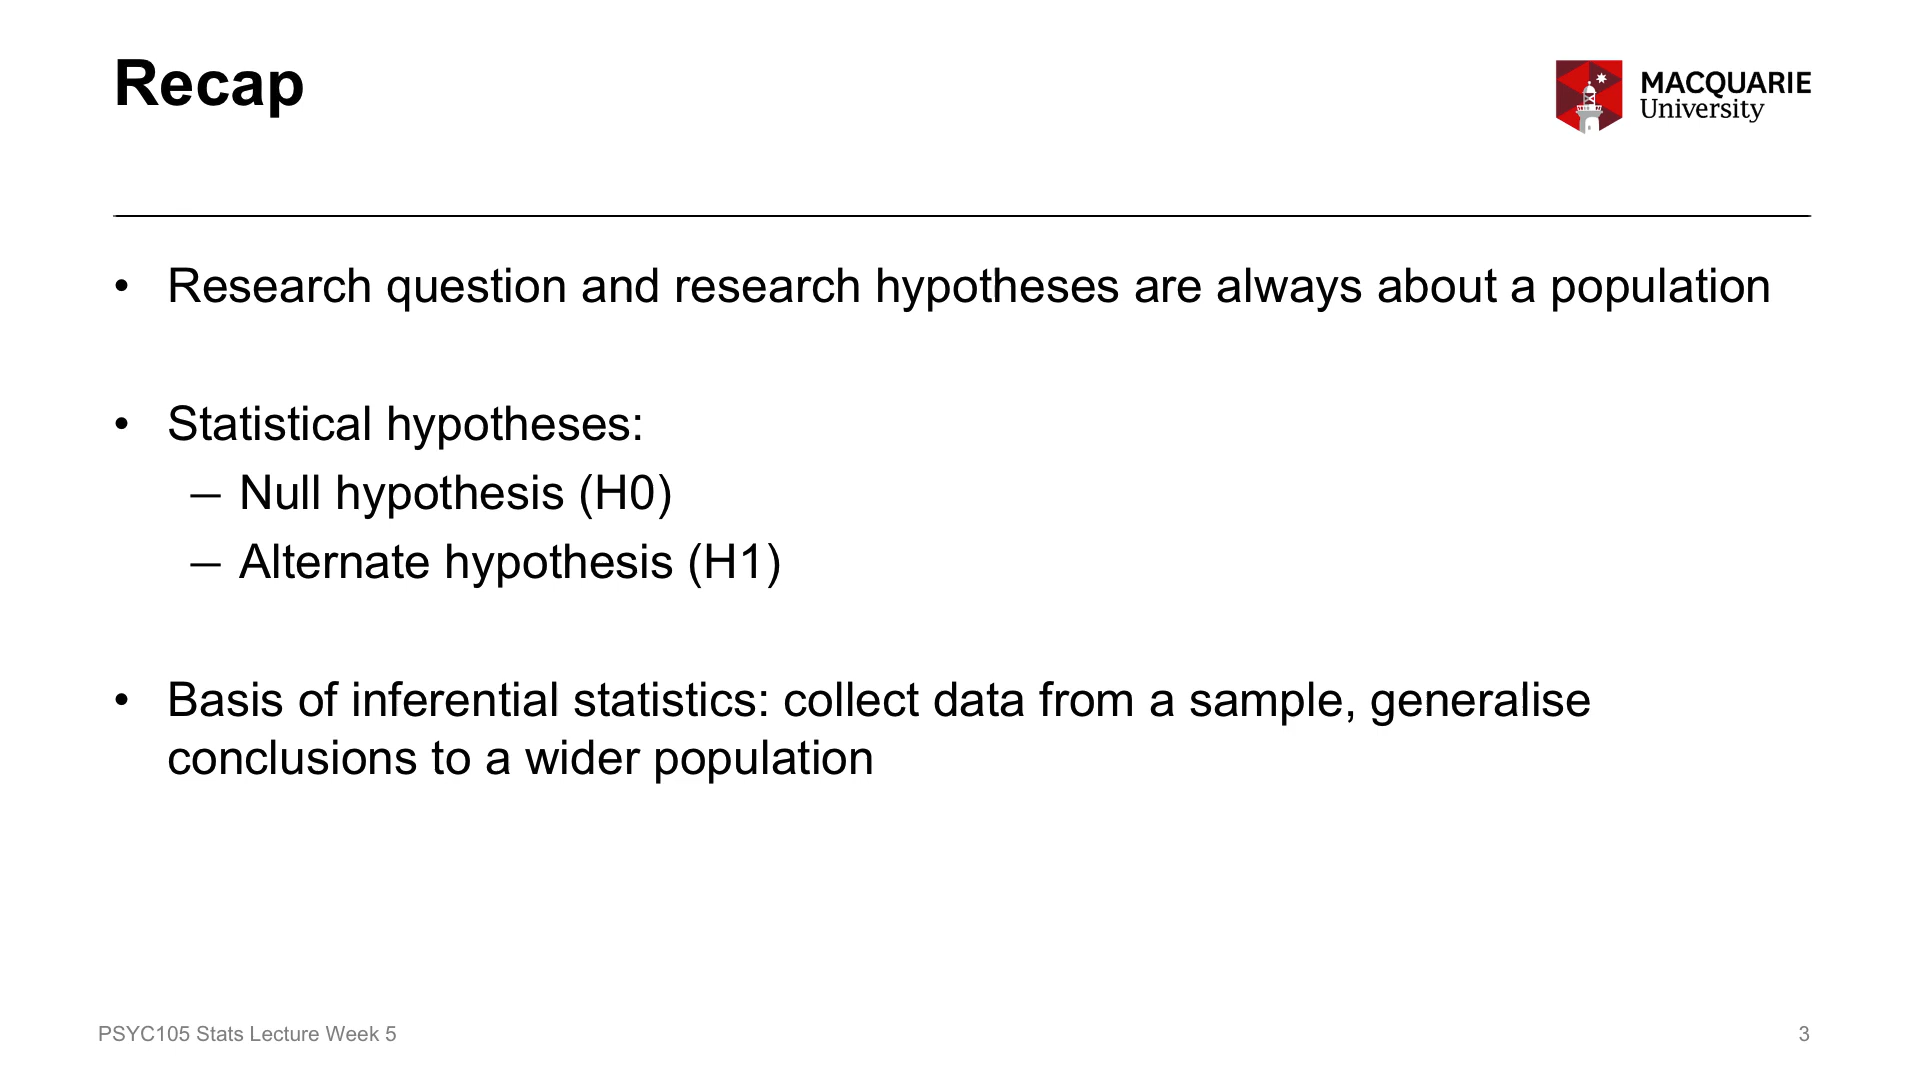 Recap
MACQUARIE
University
• Research question and research hypotheses are always about a population
• Statistical hypotheses:
— Null hypothesis (H0)
— Alternate hypothesis (H1)
• Basis of inferential statistics: collect data from a sample, generalise
conclusions to a wider population
PSYC105 Stats Lecture Week 5
3